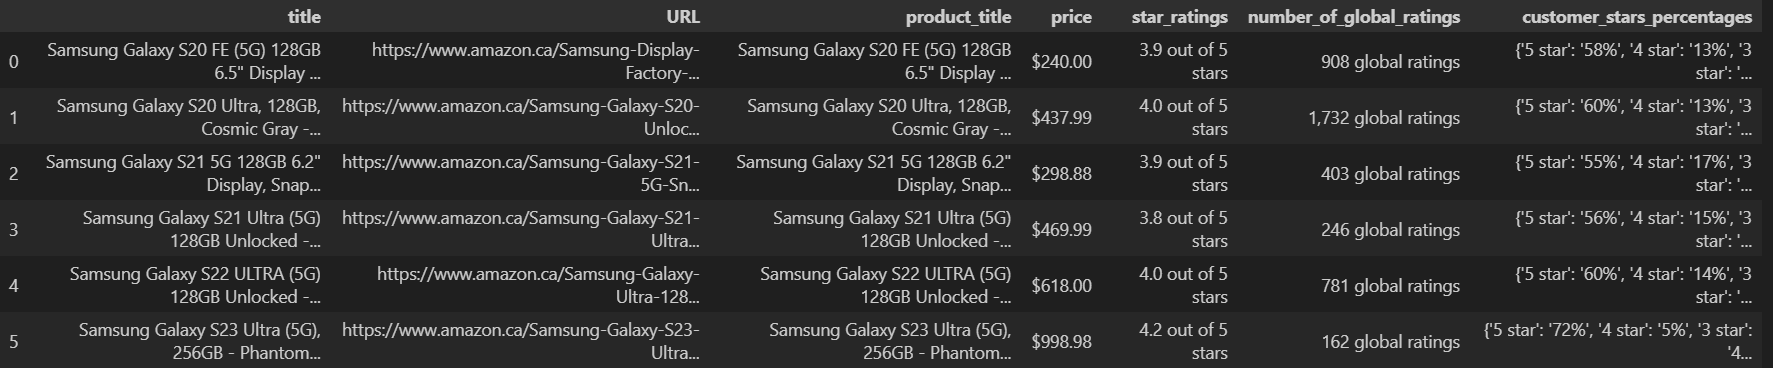 title URL product_title price star_ratings number_of_global_ratings customer_stars_percentages
0 Samsung Galaxy S20 FE (5G) 128GB https://www.amazon.ca/Samsung-Display- Samsung Galaxy S20 FE (5G) 128GB $240.00 3.9 out of 5 908 global ratings {'5 star': '58%', '4 star': '13%', '3
6.5" Display ... Factory-... 6.5" Display ... stars star': '...
1 Samsung Galaxy S20 Ultra, 128GB, https://www.amazon.ca/Samsung-Galaxy-S20- Samsung Galaxy S20 Ultra, 128GB, $437.99 4.0 out of 5 1,732 global ratings {'5 star': '60%', '4 star': '13%', '3
Cosmic Gray -... Unloc... Cosmic Gray -... stars star': '...
2 Samsung Galaxy S21 5G 128GB 6.2" https://www.amazon.ca/Samsung-Galaxy-S21- Samsung Galaxy S21 5G 128GB 6.2" $298.88 3.9 out of 5 403 global ratings {'5 star': '55%', '4 star': '17%', '3
Display, Snap... 5G-Sn... Display, Snap... stars star': '...
3 Samsung Galaxy S21 Ultra (5G) https://www.amazon.ca/Samsung-Galaxy-S21- Samsung Galaxy S21 Ultra (5G) $469.99 3.8 out of 5 246 global ratings {'5 star': '56%', '4 star': '15%', '3
128GB Unlocked -... Ultra... 128GB Unlocked -... stars star': '...
4 Samsung Galaxy S22 ULTRA (5G) https://www.amazon.ca/Samsung-Galaxy- Samsung Galaxy S22 ULTRA (5G) $618.00 4.0 out of 5 781 global ratings {'5 star': '60%', '4 star': '14%', '3
128GB Unlocked -... Ultra-128... 128GB Unlocked -... stars star': '...
5 Samsung Galaxy S23 Ultra (5G), https://www.amazon.ca/Samsung-Galaxy-S23- Samsung Galaxy S23 Ultra (5G), $998.98 4.2 out of 5 162 global ratings {'5 star': '72%', '4 star': '5%', '3 star':
256GB - Phantom... Ultra... 256GB - Phantom... stars '4...